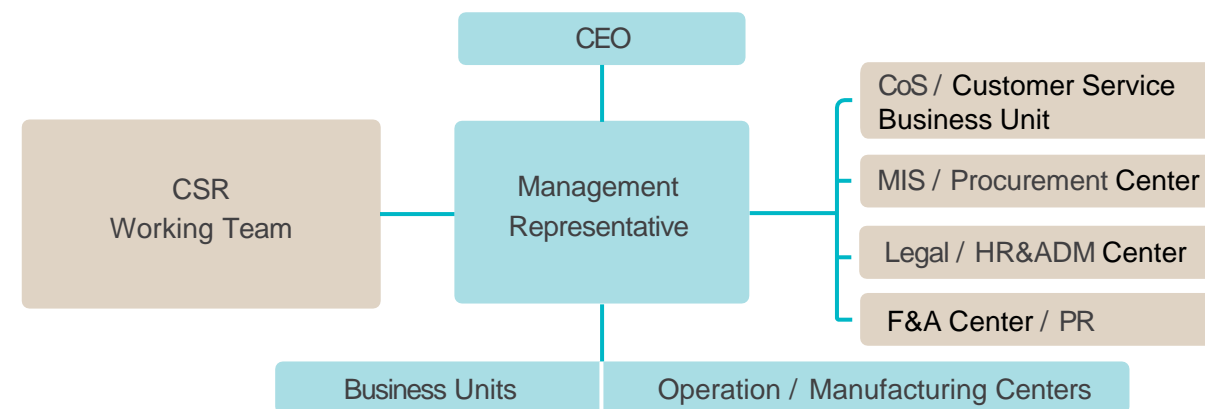 CEO
CSR
Working Team
Management
Representative
CoS / Customer Service
Business Unit
MIS / Procurement Center
Legal / HR&ADM Center
F&A Center / PR
Business Units
Operation / Manufacturing Centers